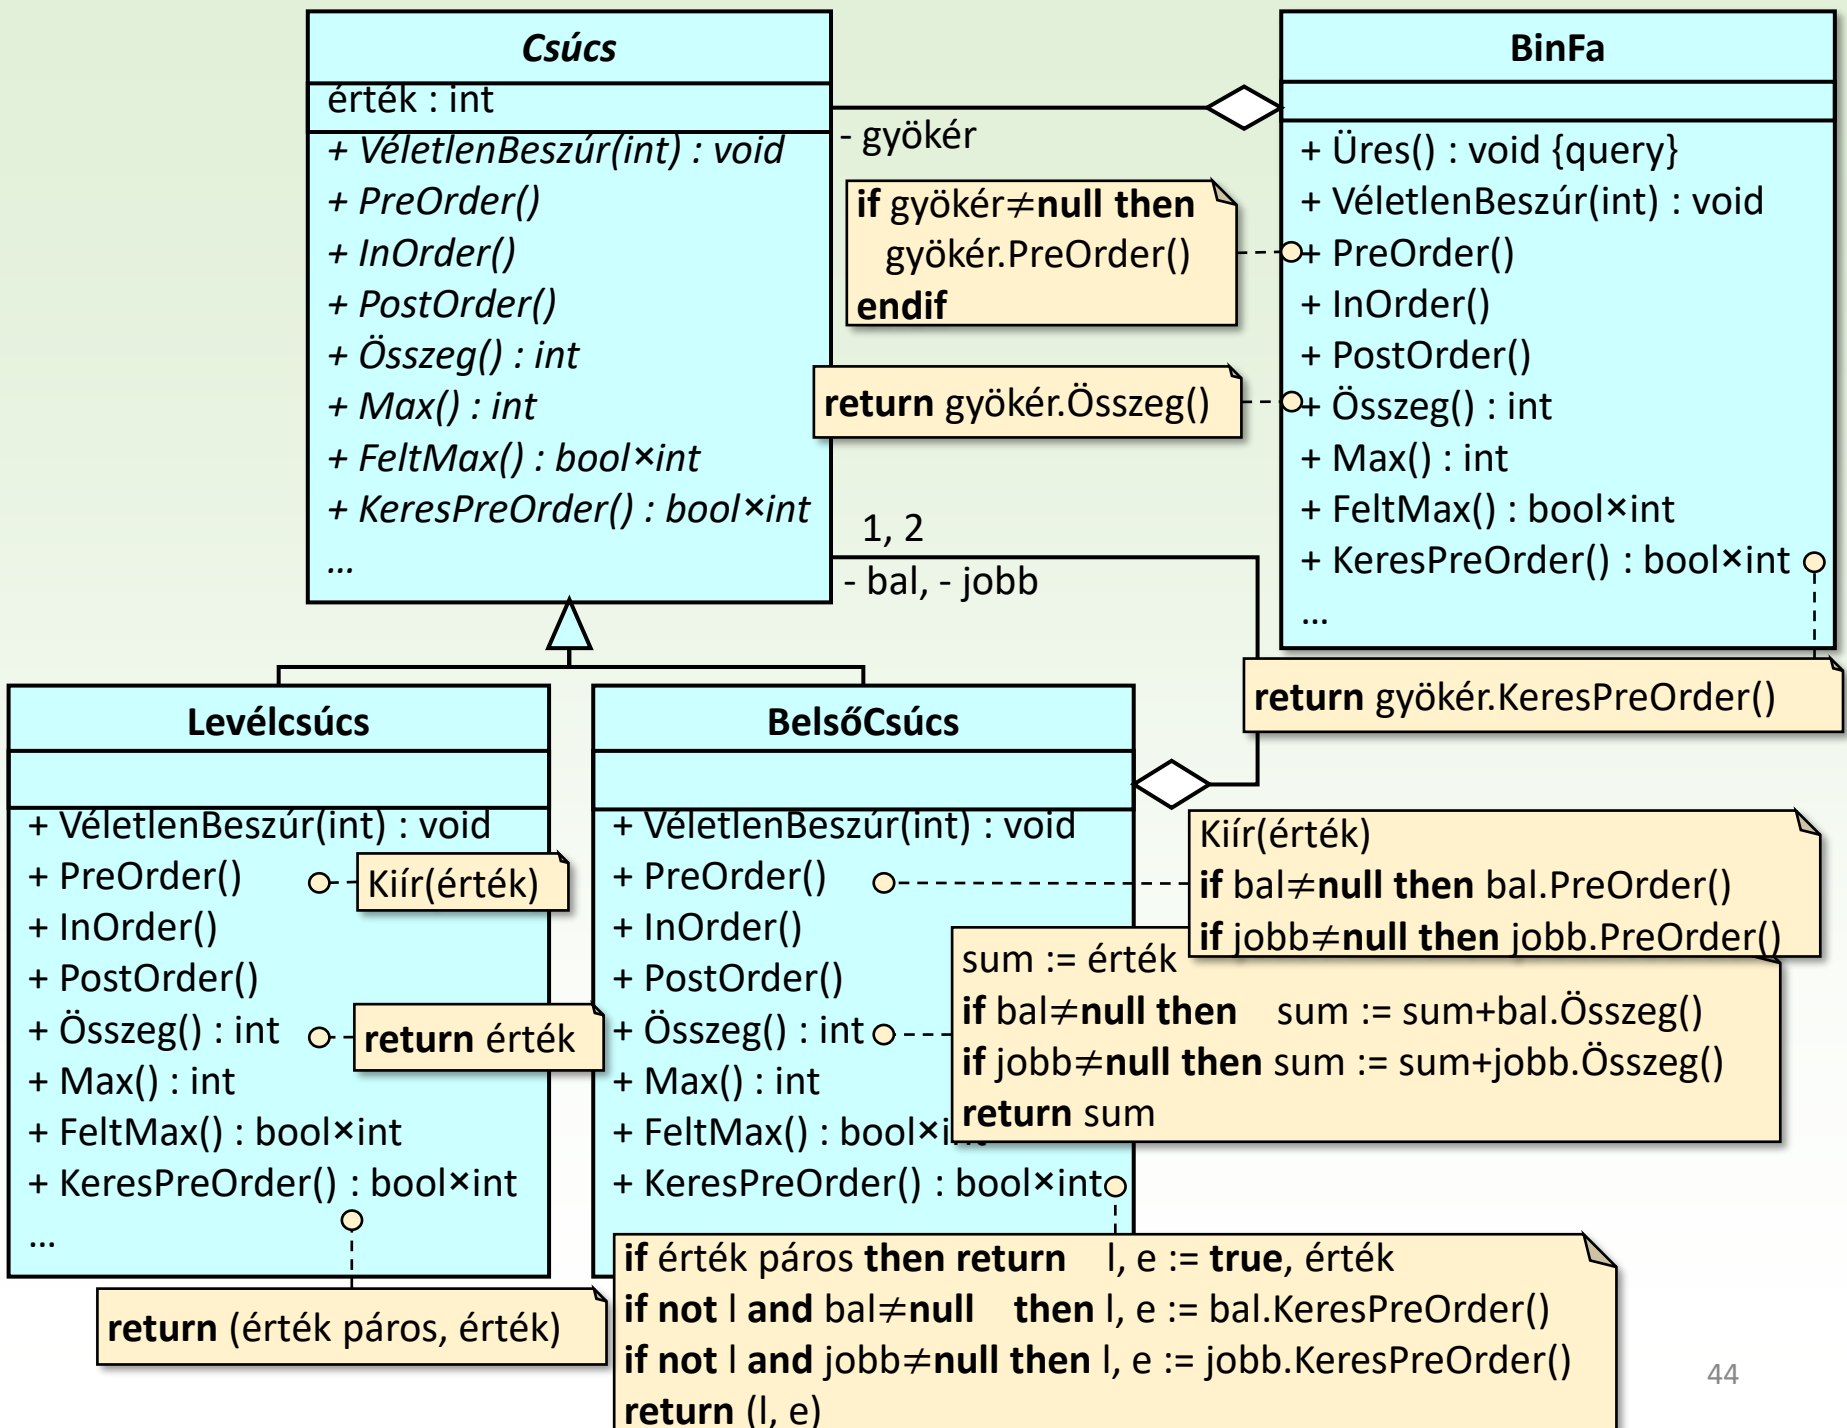 Csúcs
érték : int
+ VéletlenBeszúr(int) : void
+ PreOrder()
+ InOrder()
+ PostOrder()
+ Összeg() : int
+ Max() : int
+ FeltMax() : bool×int
+ KeresPreOrder() : bool×int
...
- gyökér
BinFa
+ Üres() : void {query}
+ VéletlenBeszúr(int) : void
+ PreOrder()
+ InOrder()
+ PostOrder()
+ Összeg() : int
+ Max() : int
+ FeltMax() : bool×int
+ KeresPreOrder() : bool×int
...
if gyökér≠null then
gyökér.PreOrder()
endif
return gyökér.Összeg()
1, 2
- bal, - jobb
return gyökér.KeresPreOrder()
Levélcsúcs
+ VéletlenBeszúr(int) : void
+ PreOrder()
+ InOrder()
+ PostOrder()
+ Összeg() : int
+ Max() : int
+ FeltMax() : bool×int
+ KeresPreOrder() : bool×int
...
Kiír(érték)
return érték
return (érték páros, érték)
BelsőCsúcs
+ VéletlenBeszúr(int) : void
+ PreOrder()
+ InOrder()
+ PostOrder()
+ Összeg() : int
+ Max() : int
+ FeltMax() : bool×int
+ KeresPreOrder() : bool×int
Kiír(érték)
if bal≠null then bal.PreOrder()
if jobb≠null then jobb.PreOrder()
sum := érték
if bal≠null then sum := sum+bal.Összeg()
if jobb≠null then sum := sum+jobb.Összeg()
return sum
if érték páros then return l, e := true, érték
if not l and bal≠null then l, e := bal.KeresPreOrder()
if not l and jobb≠null then l, e := jobb.KeresPreOrder()
return (l, e)
44